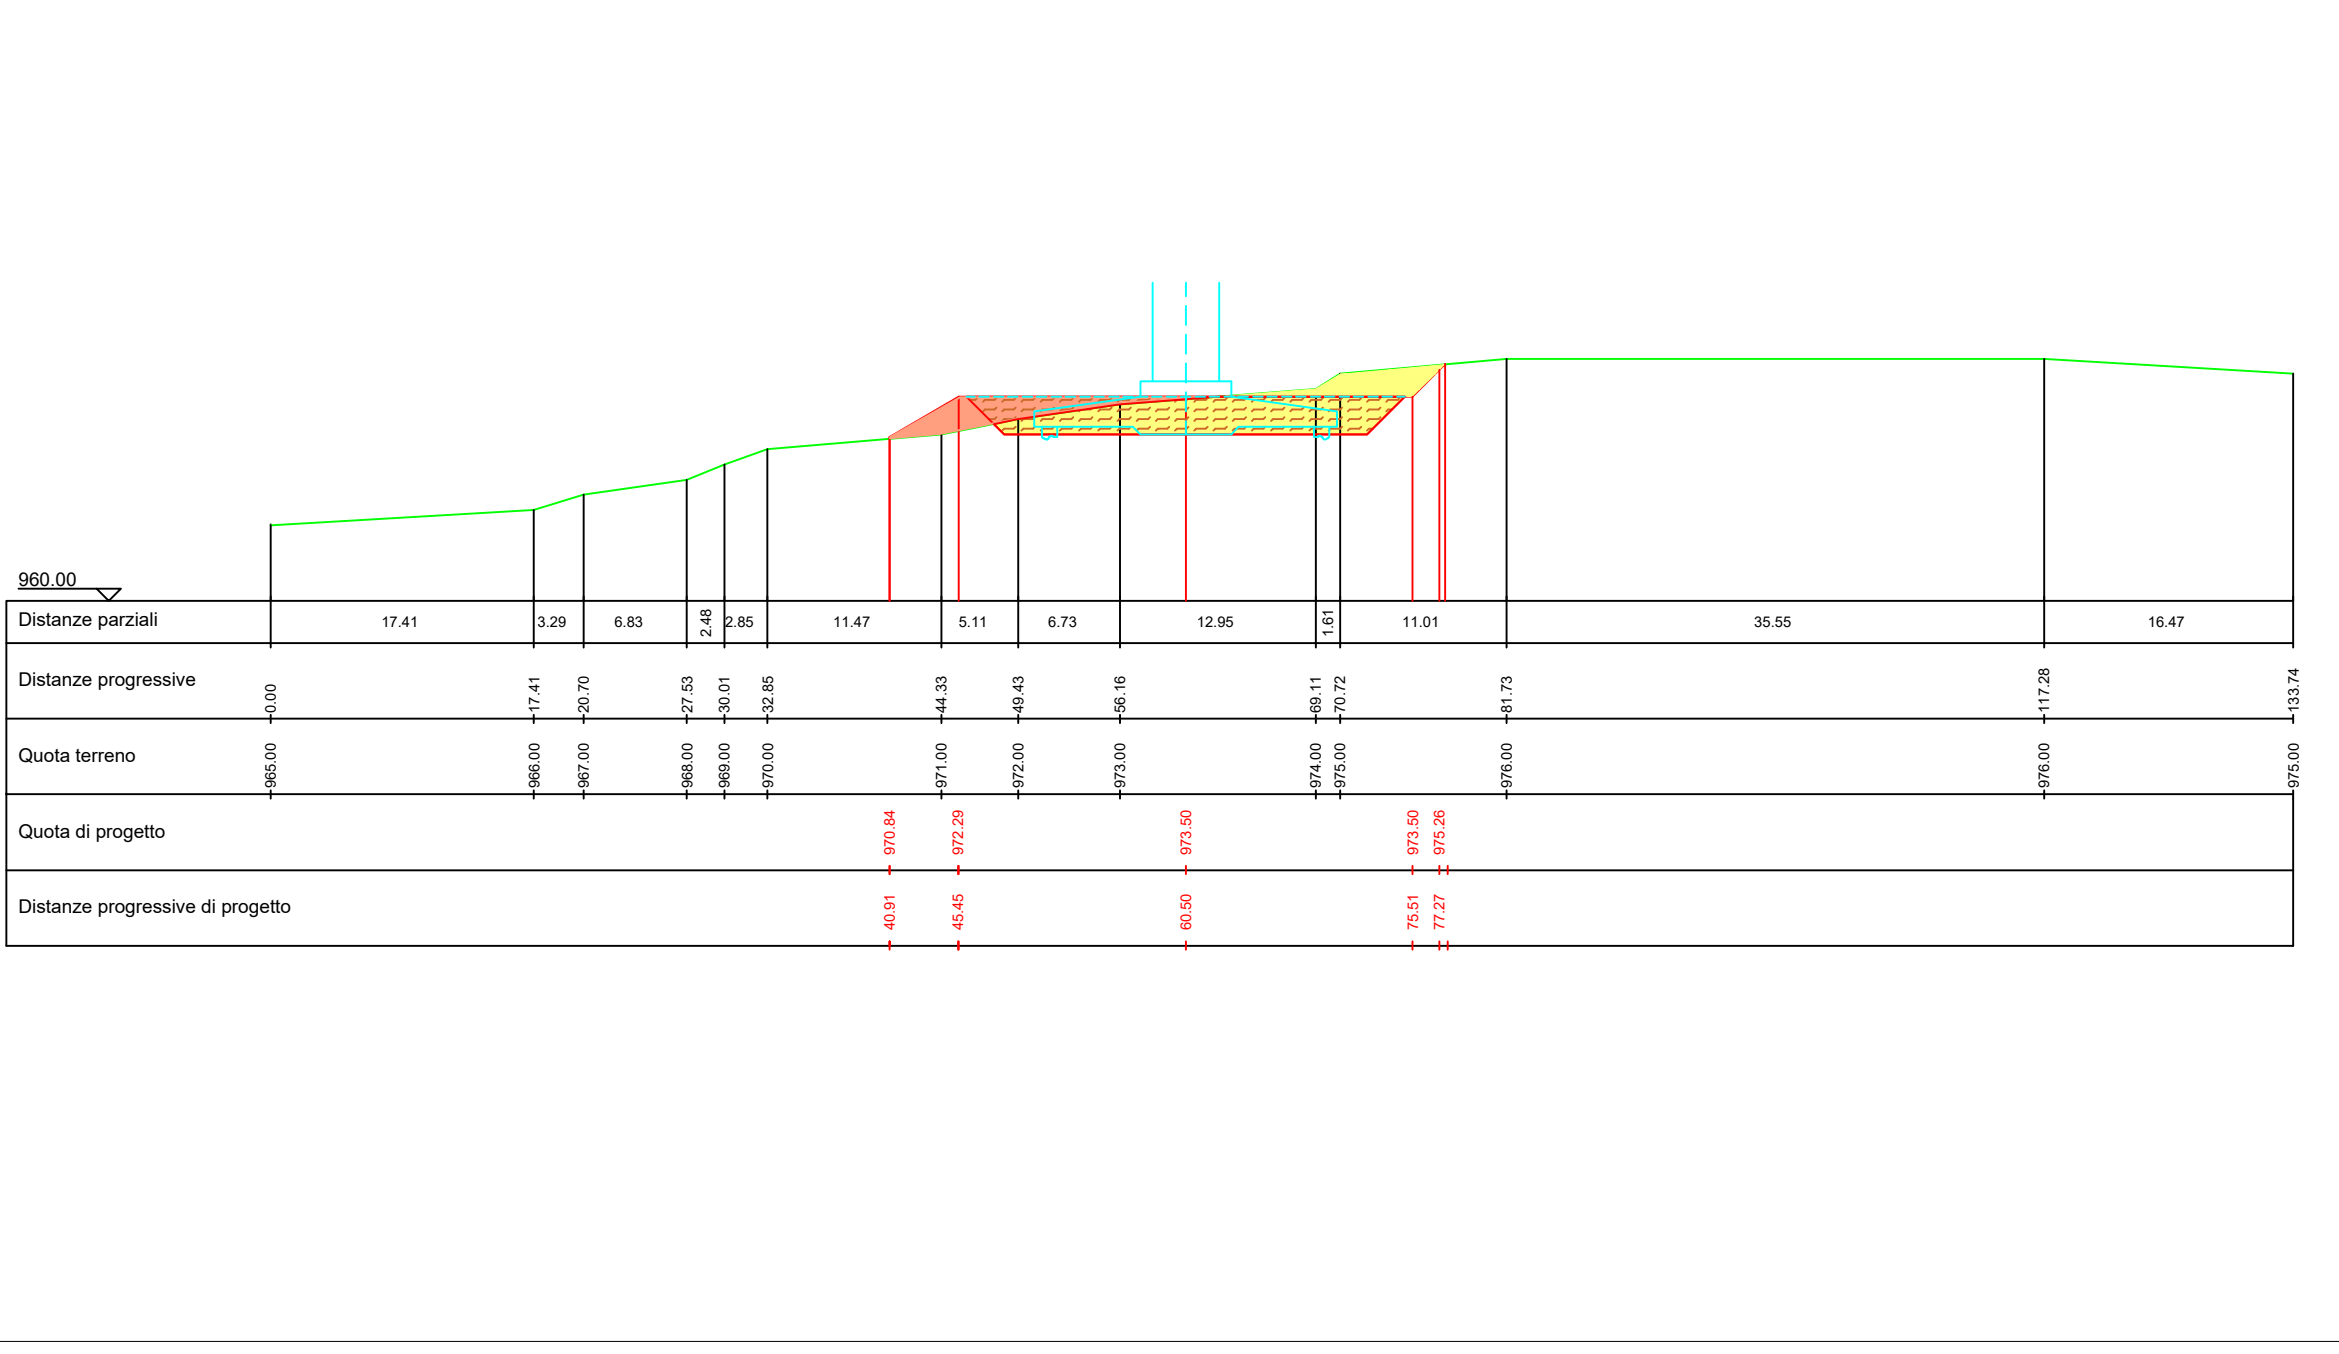 960.00
Distanze parziali
17.41 3.29 6.83 2.48 2.85 11.47 5.11 6.73 12.95 1.61 11.01 35.55 16.47
Distanze progressive
0.00 17.41 20.70 27.53 30.01 32.85 44.33 49.43 56.16 69.11 70.72 81.73 117.28 133.74
Quota terreno
965.00 966.00 967.00 968.00 969.00 970.00 971.00 972.00 973.00 974.00 975.00 976.00 976.00 975.00
Quota di progetto
970.84 972.29 973.50 973.50 975.26
Distanze progressive di progetto
40.91 45.45 60.50 75.51 77.27